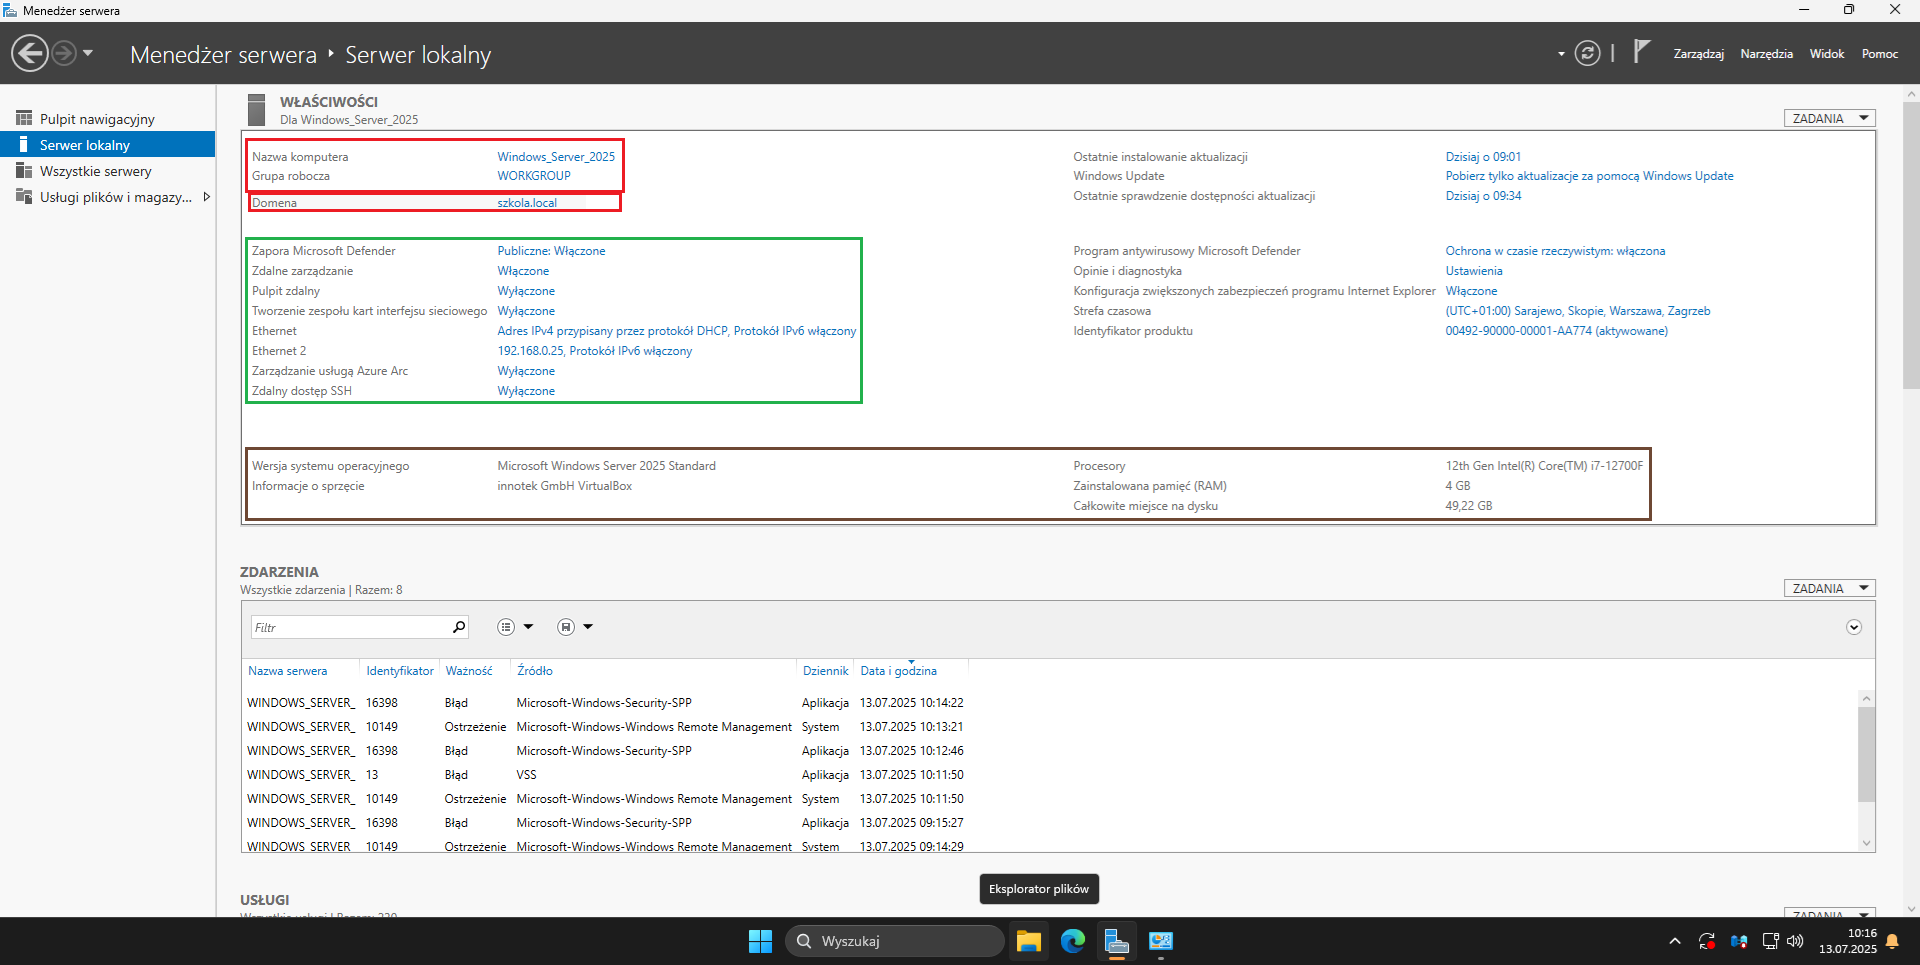 Menedżer serwera
Menedżer serwera ‣ Serwer lokalny
Zarządzaj Narzędzia Widok Pomoc
Pulpit nawigacyjny
Serwer lokalny
Wszystkie serwery
Usługi plików i magazy...
WŁAŚCIWOŚCI
Dla Windows_Server_2025
ZADANIA
Nazwa komputera Windows_Server_2025
Grupa robocza WORKGROUP
Domena szkola.local
Ostatnie instalowanie aktualizacji Dzisiaj o 09:01
Windows Update Pobierz tylko aktualizacje za pomocą Windows Update
Ostatnie sprawdzenie dostępności aktualizacji Dzisiaj o 09:34
Zapora Microsoft Defender Publiczne: Włączone
Zdalne zarządzanie Włączone
Pulpit zdalny Wyłączone
Tworzenie zespołu kart interfejsu sieciowego Wyłączone
Ethernet Adres IPv4 przypisany przez protokół DHCP, Protokół IPv6 włączony
Ethernet 2 192.168.0.25, Protokół IPv6 włączony
Zarządzanie usługą Azure Arc Wyłączone
Zdalny dostęp SSH Wyłączone
Program antywirusowy Microsoft Defender Ochrona w czasie rzeczywistym: włączona
Opinie i diagnostyka Ustawienia
Konfiguracja zwiększonych zabezpieczeń programu Internet Explorer Włączone
Strefa czasowa (UTC+01:00) Sarajewo, Skopie, Warszawa, Zagrzeb
Identyfikator produktu 00492-90000-00001-AA774 (aktywowane)
Wersja systemu operacyjnego Microsoft Windows Server 2025 Standard
Informacje o sprzęcie innotek GmbH VirtualBox
Procesory 12th Gen Intel(R) Core(TM) i7-12700F
Zainstalowana pamięć (RAM) 4 GB
Całkowite miejsce na dysku 49,22 GB
ZDARZENIA
Wszystkie zdarzenia | Razem: 8
ZADANIA
Filtr
Nazwa serwera Identyfikator Ważność Źródło Dziennik Data i godzina
WINDOWS_SERVER_ 16398 Błąd Microsoft-Windows-Security-SPP Aplikacja 13.07.2025 10:14:22
WINDOWS_SERVER_ 10149 Ostrzeżenie Microsoft-Windows-Windows Remote Management System 13.07.2025 10:13:21
WINDOWS_SERVER_ 16398 Błąd Microsoft-Windows-Security-SPP Aplikacja 13.07.2025 10:12:46
WINDOWS_SERVER_ 13 Błąd VSS Aplikacja 13.07.2025 10:11:50
WINDOWS_SERVER_ 10149 Ostrzeżenie Microsoft-Windows-Windows Remote Management System 13.07.2025 10:11:50
WINDOWS_SERVER_ 16398 Błąd Microsoft-Windows-Security-SPP Aplikacja 13.07.2025 09:15:27
WINDOWS_SERVER 10149 Ostrzeżenie Microsoft-Windows-Windows Remote Management System 13.07.2025 09:14:29
Eksplorator plików
USŁUGI
Wszystkie usługi | Razem: 220
ZADANIA
Wyszukaj
10:16
13.07.2025